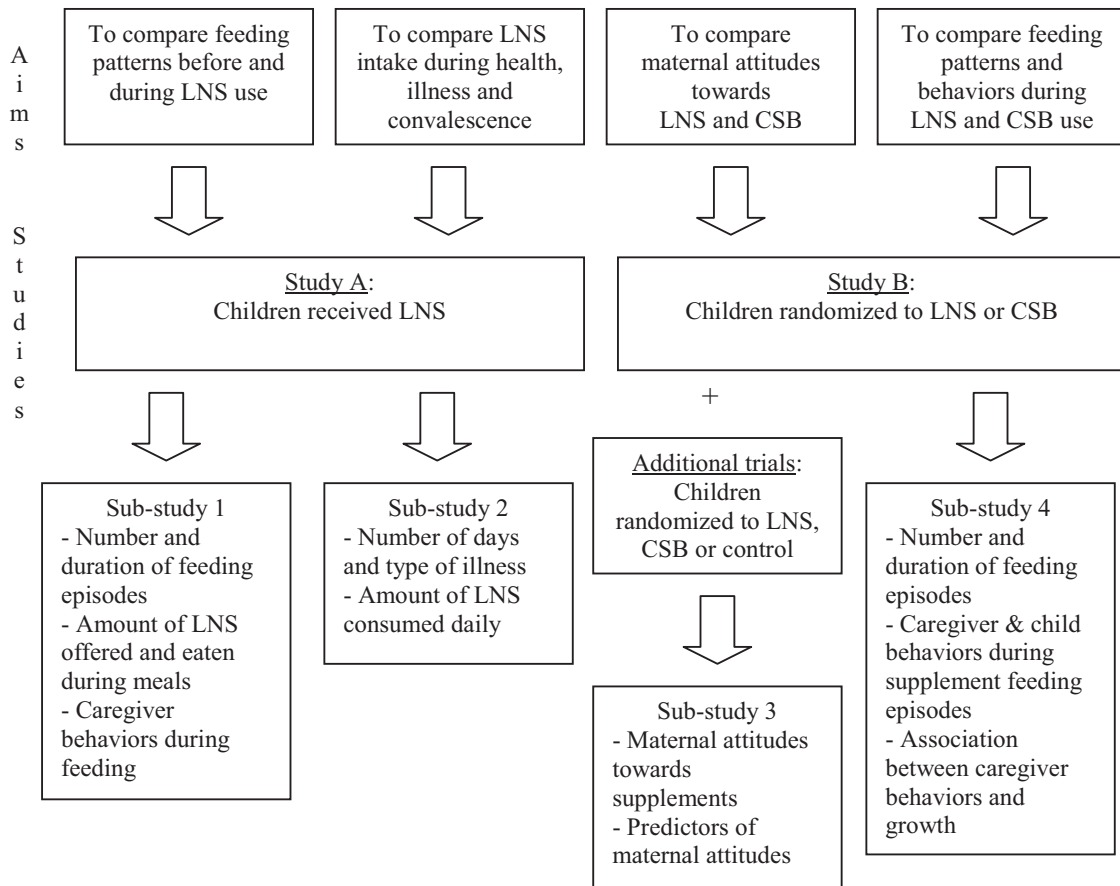 Aims
To compare feeding
patterns before and
during LNS use
To compare LNS
intake during health,
illness and
convalescence
To compare
maternal attitudes
towards
LNS and CSB
To compare feeding
patterns and
behaviors during
LNS and CSB use
Studies
Study A:
Children received LNS
Study B:
Children randomized to LNS or CSB
+
Sub-study 1
- Number and
duration of feeding
episodes
- Amount of LNS
offered and eaten
during meals
- Caregiver
behaviors during
feeding
Sub-study 2
- Number of days
and type of illness
- Amount of LNS
consumed daily
Additional trials:
Children
randomized to LNS,
CSB or control
Sub-study 3
- Maternal attitudes
towards
supplements
- Predictors of
maternal attitudes
Sub-study 4
- Number and
duration of feeding
episodes
- Caregiver & child
behaviors during
supplement feeding
episodes
- Association
between caregiver
behaviors and
growth